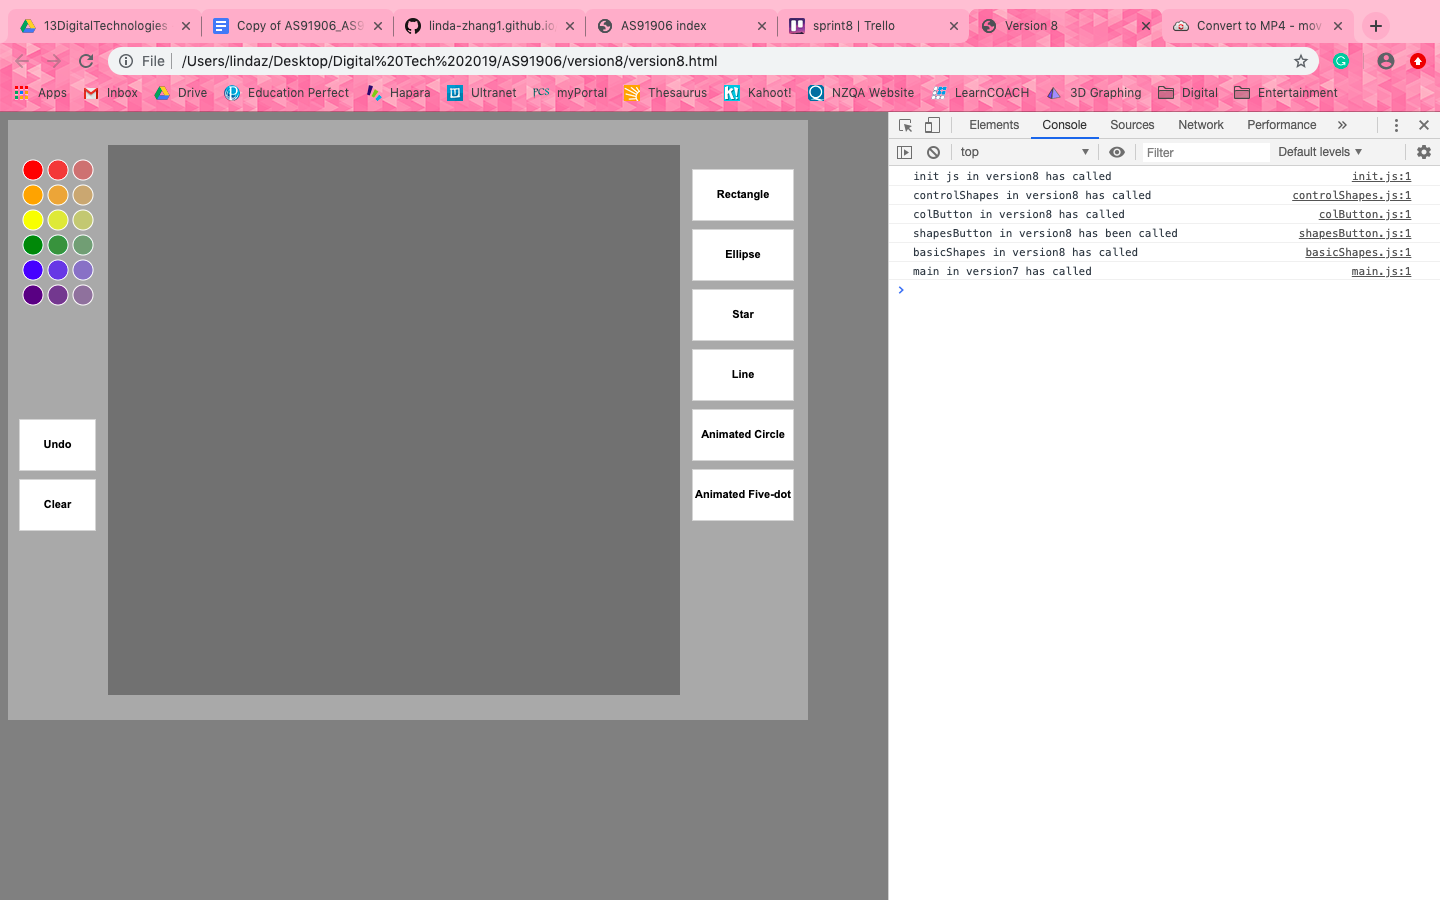 13DigitalTechnologies
Copy of AS91906_AS9
linda-zhang1.github.io
AS91906 index
sprint8 | Trello
Version 8
Convert to MP4 - mov
File
/Users/lindaz/Desktop/Digital%20Tech%202019/AS91906/version8/version8.html
Apps
Inbox
Drive
Education Perfect
Hapara
Ultranet
PCS myPortal
Thesaurus
Kahoot!
NZQA Website
LearnCOACH
3D Graphing
Digital
Entertainment
Elements Console Sources Network Performance »
top
Filter
Default levels
init js in version8 has called init.js:1
controlShapes in version8 has called controlShapes.js:1
colButton in version8 has called colButton.js:1
shapesButton in version8 has been called shapesButton.js:1
basicShapes in version8 has called basicShapes.js:1
main in version7 has called main.js:1
Undo
Clear
Rectangle
Ellipse
Star
Line
Animated Circle
Animated Five-dot